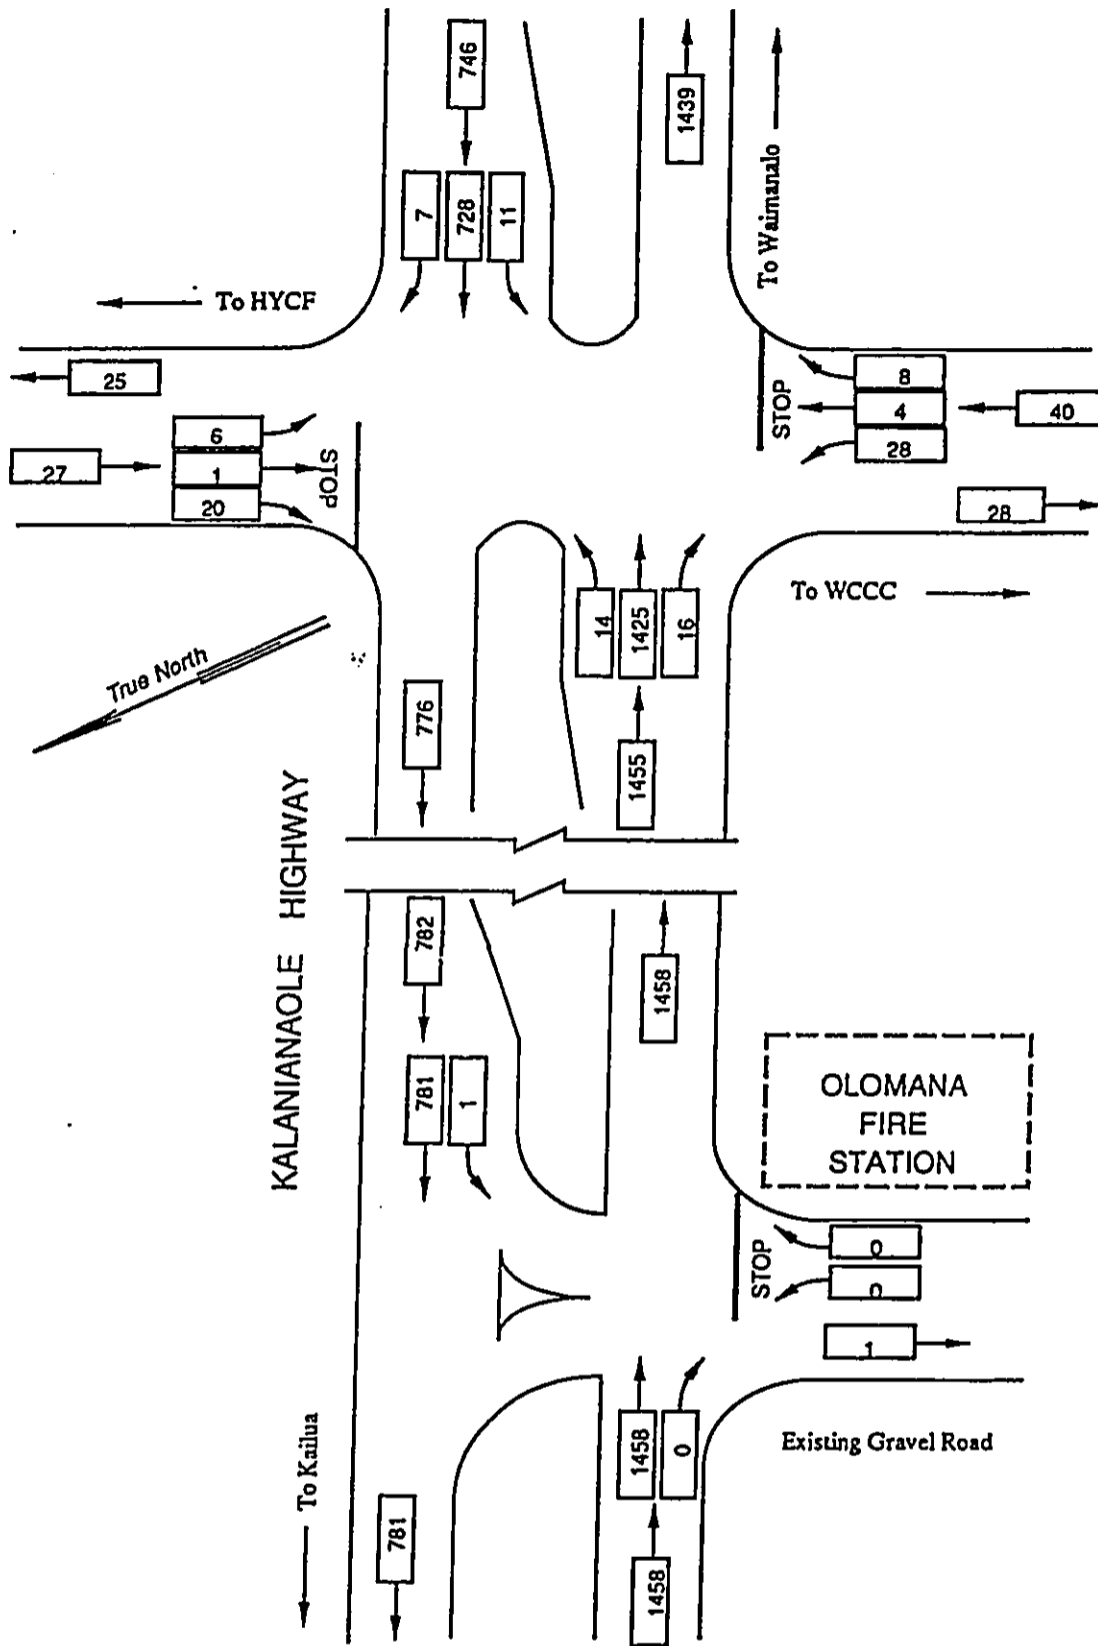 746
1439
To Waimanalo
7
728
11
To HYCF
25
6
27
1
20
STOP
STOP
8
4
40
28
28
To WCCC
14
1425
16
True North
776
1455
KALANIANAOLE HIGHWAY
782
1458
781
1
OLOMANA
FIRE
STATION
STOP
0
0
1
Existing Gravel Road
1458
0
To Kailua
781
1458